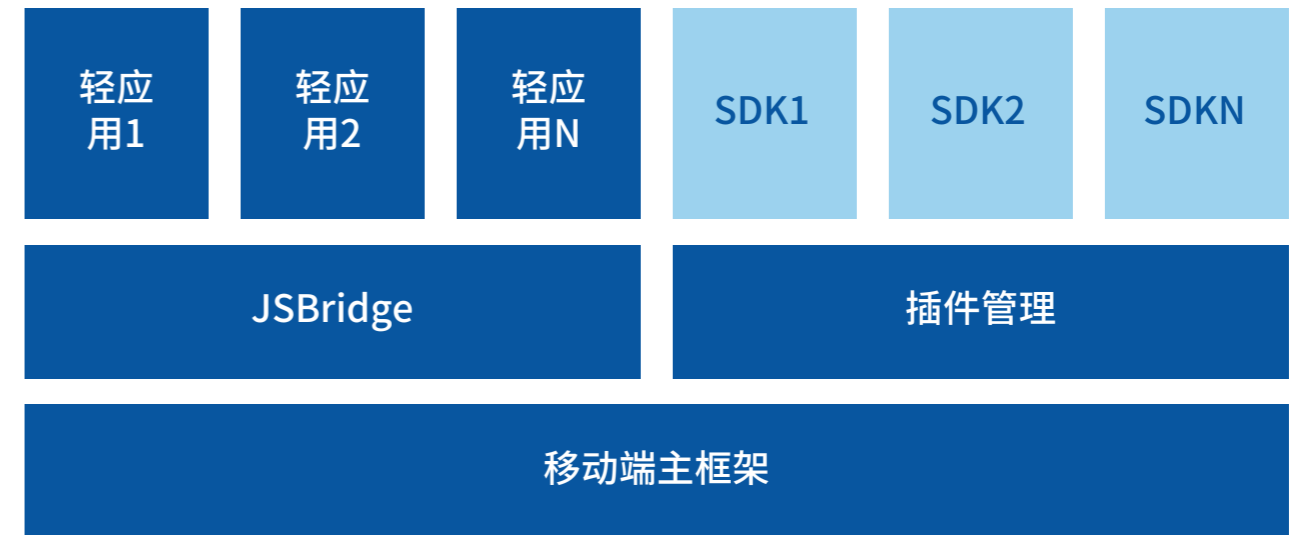 轻应
用1
轻应
用2
轻应
用N
SDK1
SDK2
SDKN
JSBridge
插件管理
移动端主框架